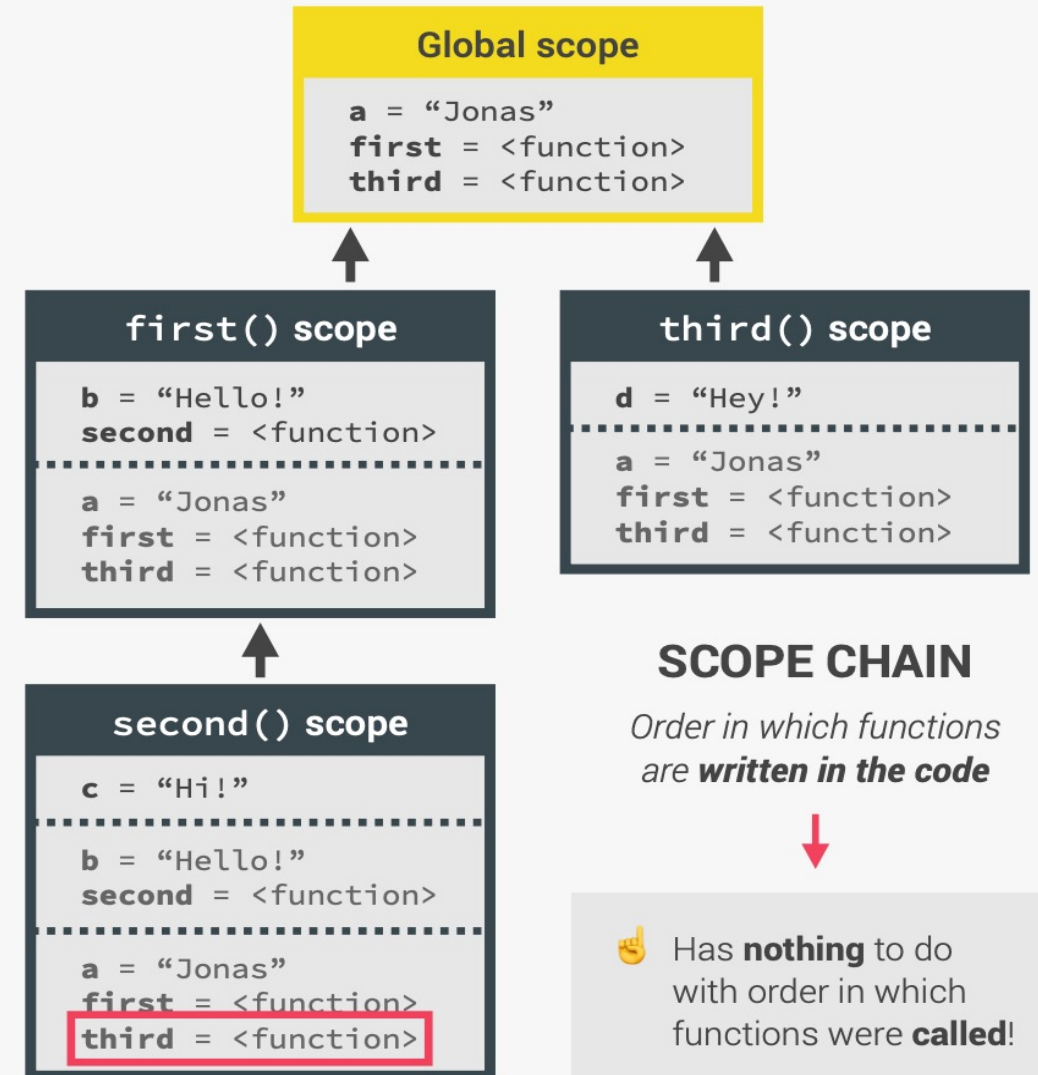 Global scope
a = “Jonas”
first = <function>
third = <function>
first() scope
b = “Hello!”
second = <function>
a = “Jonas”
first = <function>
third = <function>
third() scope
d = “Hey!”
a = “Jonas”
first = <function>
third = <function>
second() scope
c = “Hi!”
b = “Hello!”
second = <function>
a = “Jonas”
first = <function>
third = <function>
SCOPE CHAIN
Order in which functions
are written in the code
☝ Has nothing to do
with order in which
functions were called!